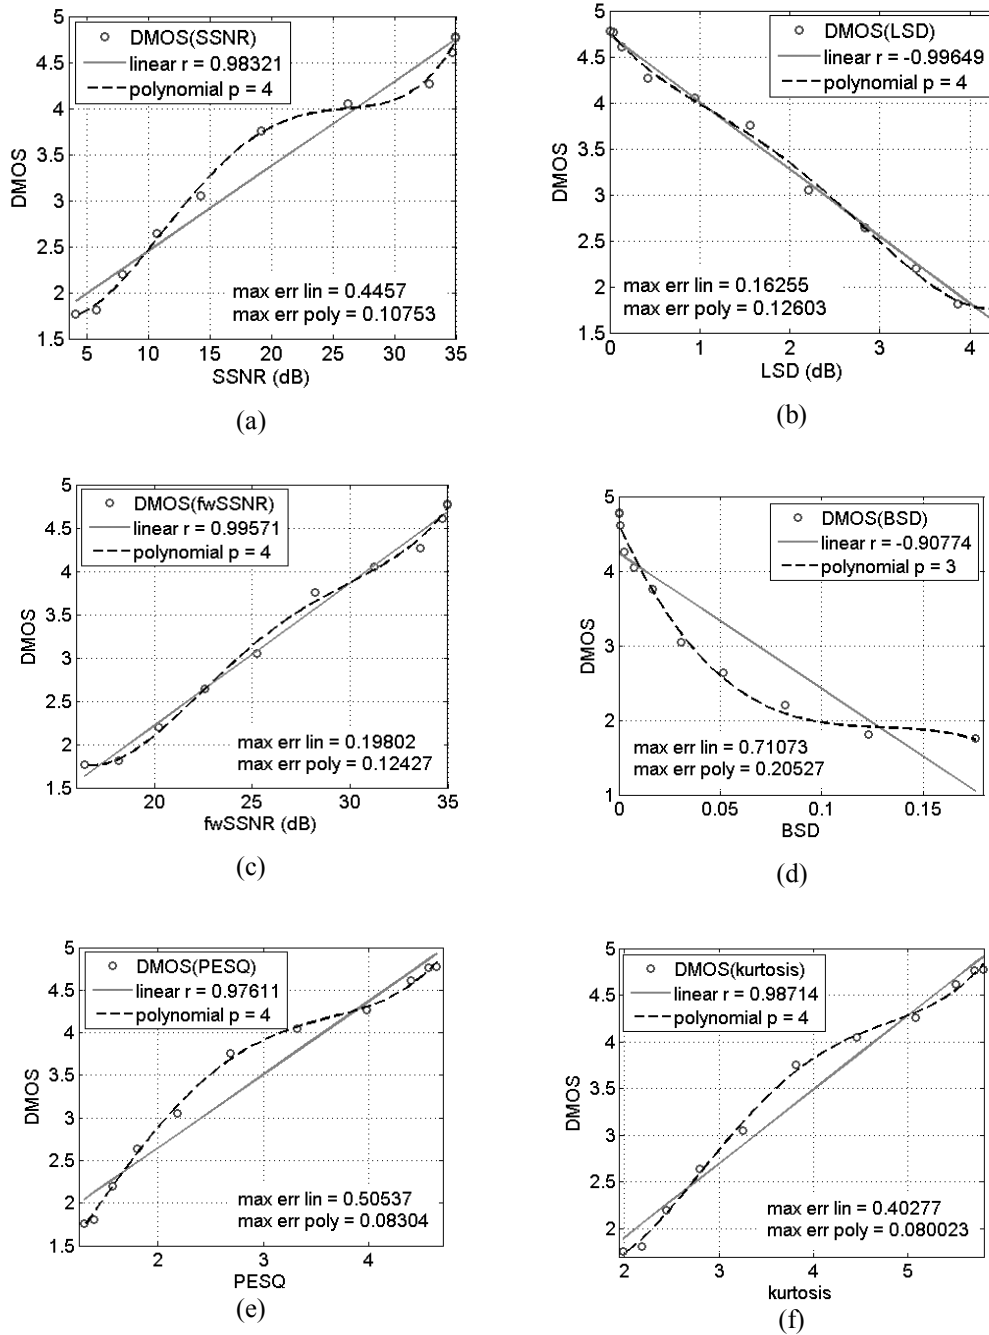 5
4.5
4
3.5
3
2.5
2
1.5
DMOS
DMOS(SSNR)
linear r = 0.98321
polynomial p = 4
max err lin = 0.4457
max err poly = 0.10753
5 10 15 20 25 30 35
SSNR (dB)
(a)
5
4.5
4
3.5
3
2.5
2
1.5
DMOS
DMOS(LSD)
linear r = -0.99649
polynomial p = 4
max err lin = 0.16255
max err poly = 0.12603
0 1 2 3 4
LSD (dB)
(b)
5
4.5
4
3.5
3
2.5
2
1.5
DMOS
DMOS(fwSSNR)
linear r = 0.99571
polynomial p = 4
max err lin = 0.19802
max err poly = 0.12427
20 25 30 35
fwSSNR (dB)
(c)
5
4
3
2
1
DMOS
DMOS(BSD)
linear r = -0.90774
polynomial p = 3
max err lin = 0.71073
max err poly = 0.20527
0 0.05 0.1 0.15
BSD
(d)
5
4.5
4
3.5
3
2.5
2
1.5
DMOS
DMOS(PESQ)
linear r = 0.97611
polynomial p = 4
max err lin = 0.50537
max err poly = 0.08304
2 3 4
PESQ
(e)
5
4.5
4
3.5
3
2.5
2
DMOS
DMOS(kurtosis)
linear r = 0.98714
polynomial p = 4
max err lin = 0.40277
max err poly = 0.080023
2 3 4 5
kurtosis
(f)